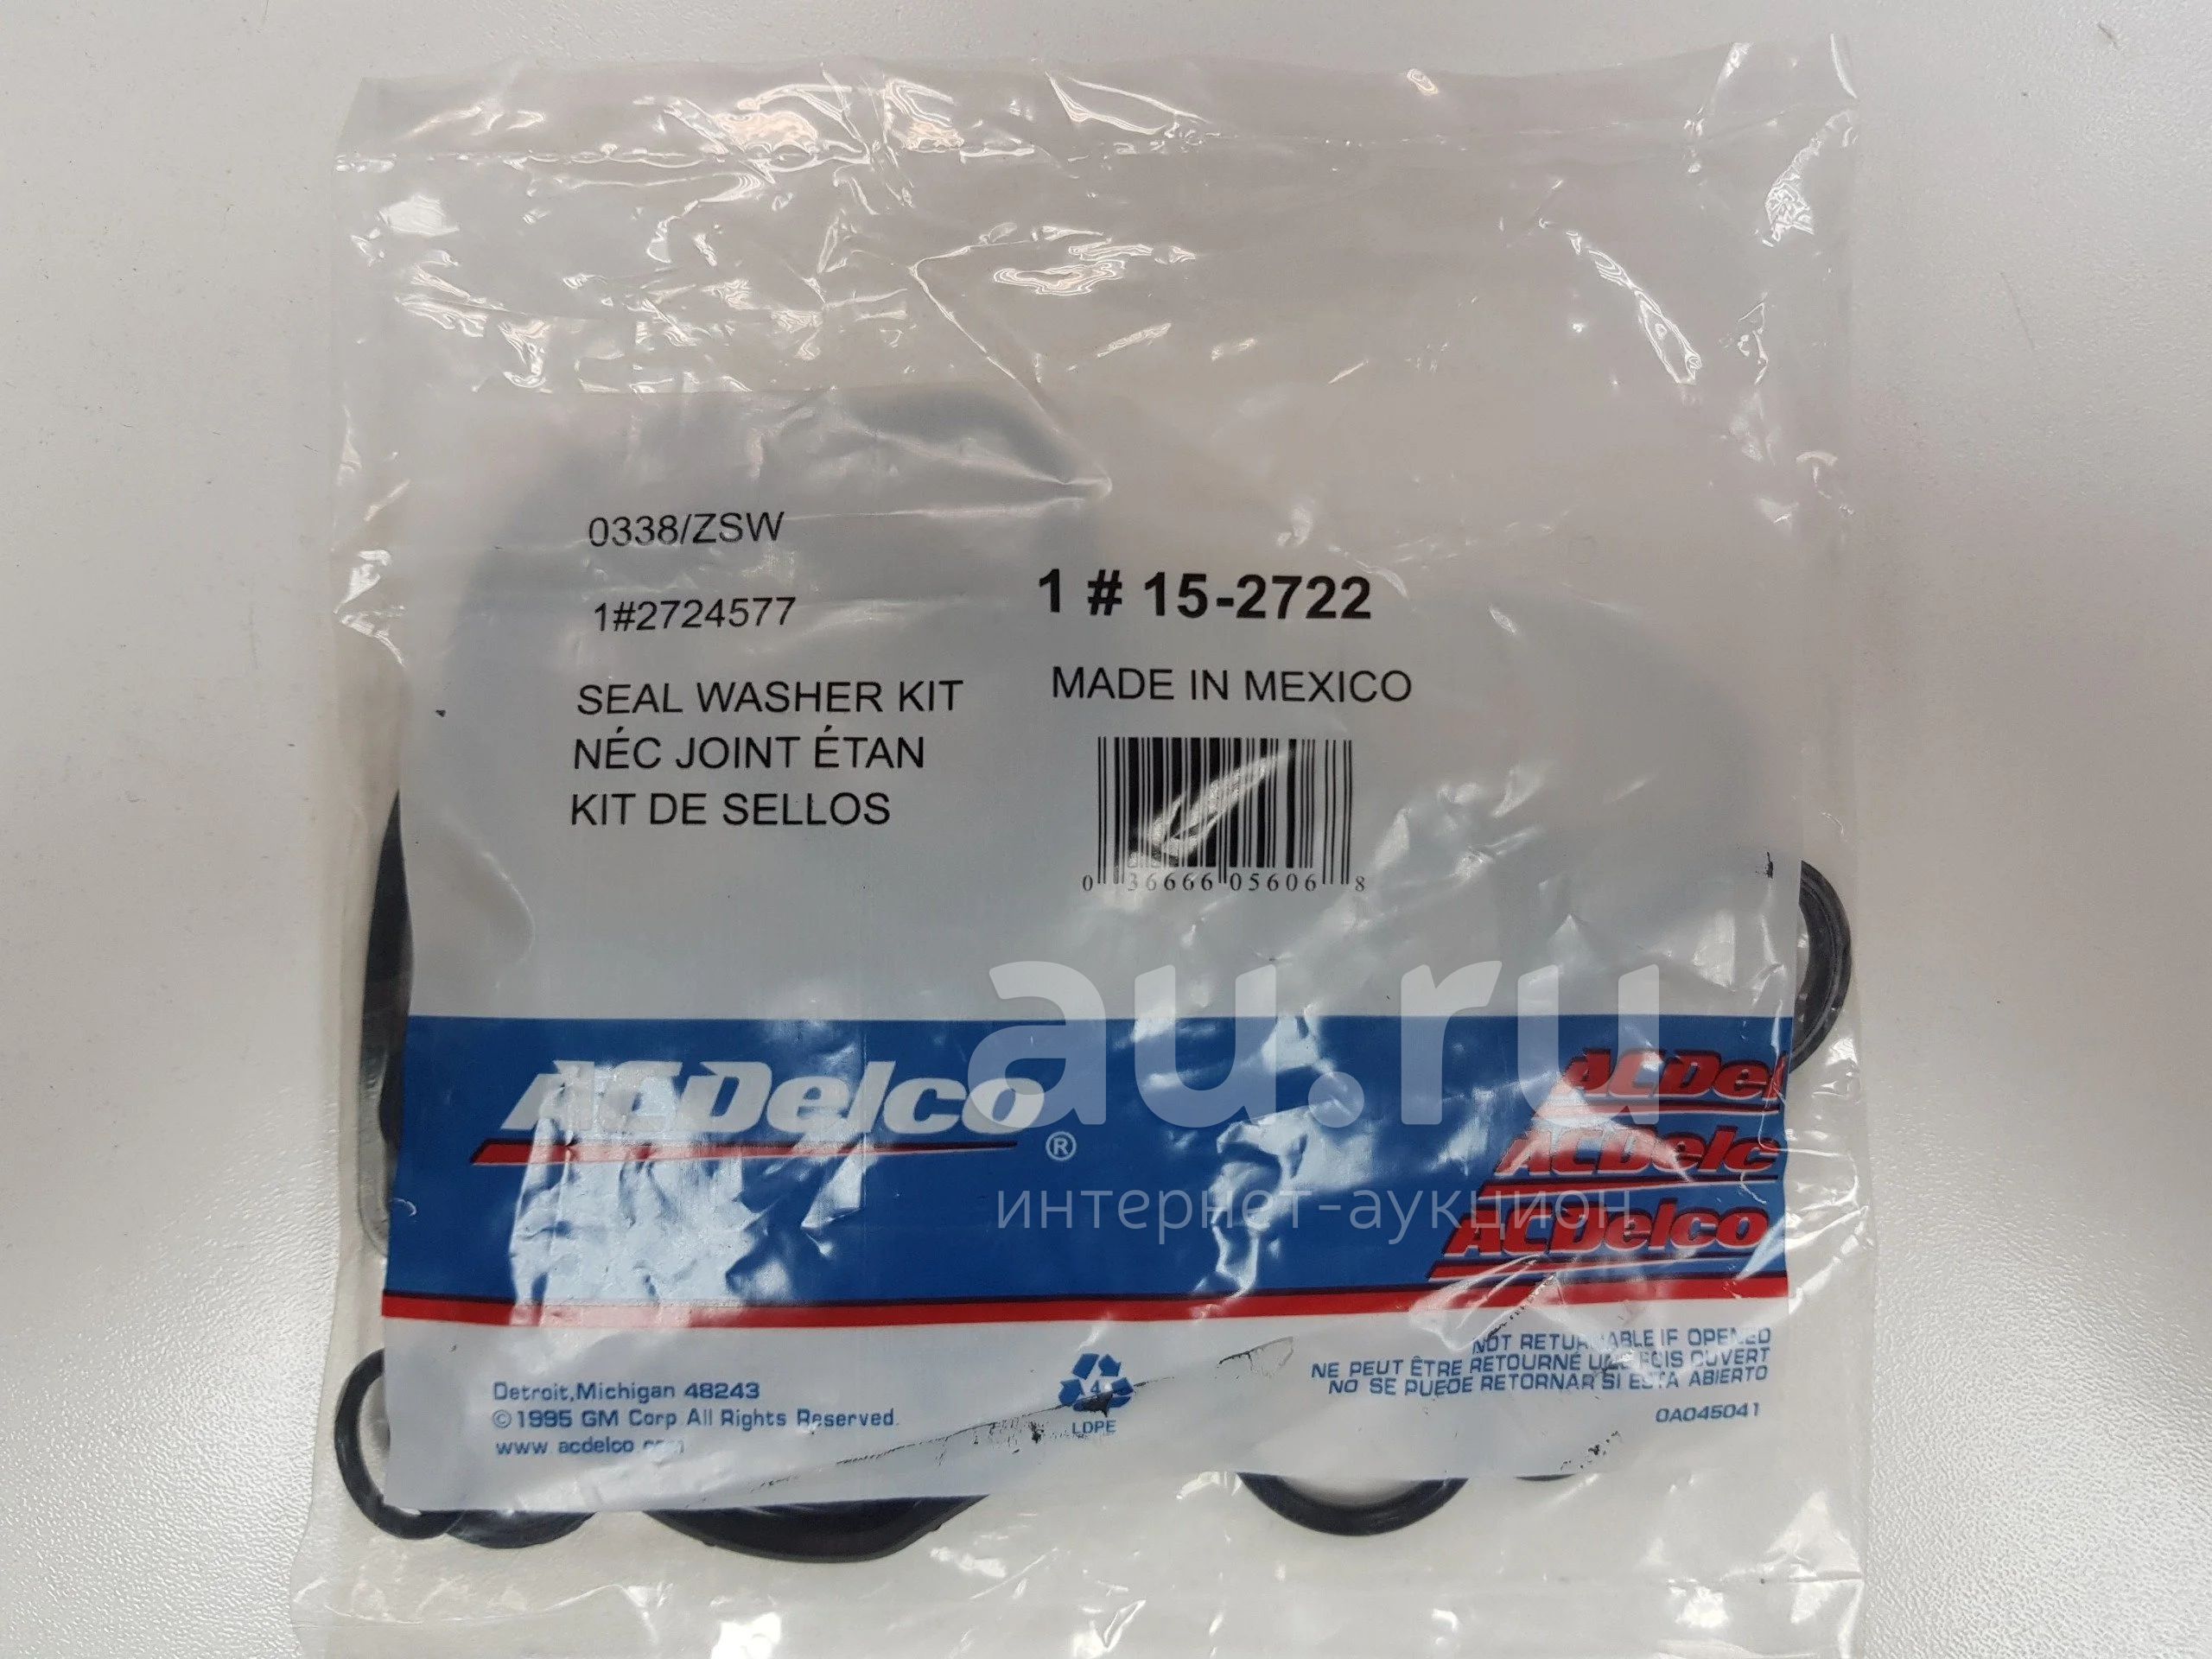 0338/ZSW
1#2724577
SEAL WASHER KIT
NÉC JOINT ÉTAN
KIT DE SELLOS
1 # 15-2722
MADE IN MEXICO
0 36666 05606 8
au.ru
интернет-аукцион
ACDelco®
ACDel
ACDelc
ACDelco
Detroit,Michigan 48243
©1995 GM Corp All Rights Reserved.
www acdelco com
4
LDPE
NOT RETURNABLE IF OPENED
NE PEUT ÊTRE RETOURNÉ UNE FOIS OUVERT
NO SE PUEDE RETORNAR SI ESTA ABIERTO
0A045041